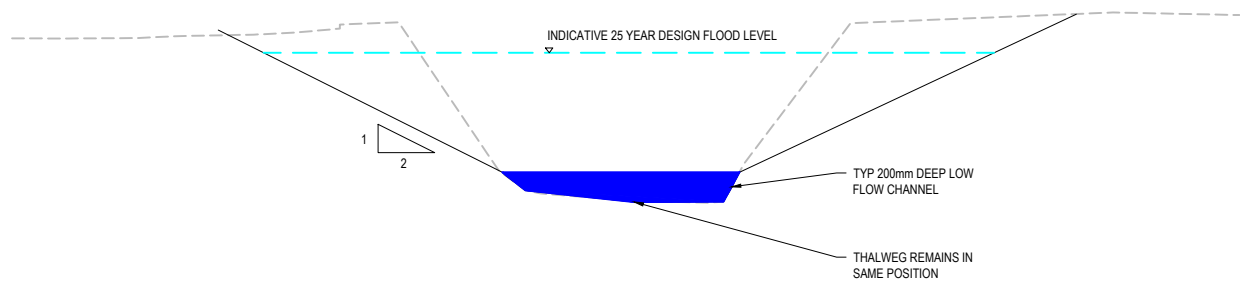 INDICATIVE 25 YEAR DESIGN FLOOD LEVEL
1
2
TYP 200mm DEEP LOW
FLOW CHANNEL
THALWEG REMAINS IN
SAME POSITION